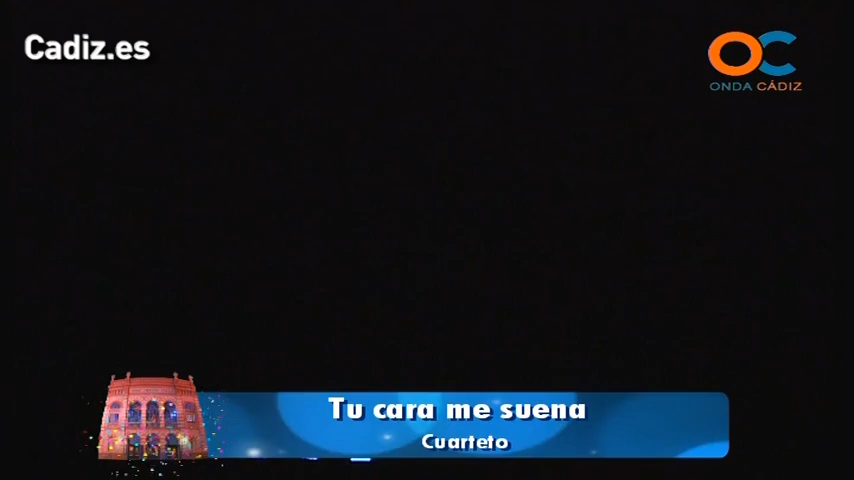 Cadiz.es
OC
ONDA CÁDIZ
Tu cara me suena
Cuarteto